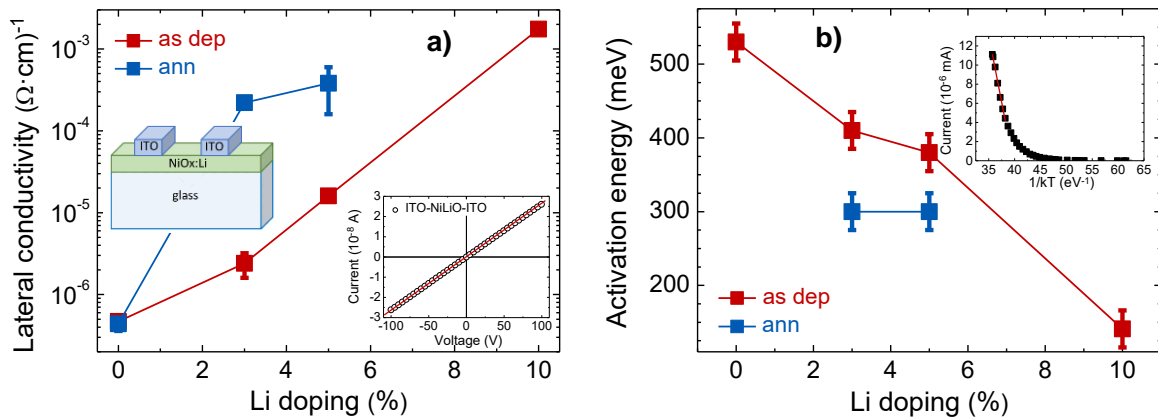 a)
as dep
ann
Lateral conductivity (Ω·cm)⁻¹
10⁻³
10⁻⁴
10⁻⁵
10⁻⁶
0 2 4 6 8 10
Li doping (%)
ITO ITO
NiOx:Li
glass
ITO-NiLiO-ITO
Current (10⁻⁸ A)
3
2
1
0
-1
-2
-3
-100 -50 0 50 100
Voltage (V)
b)
as dep
ann
Activation energy (meV)
500
400
300
200
0 2 4 6 8 10
Li doping (%)
Current (10⁻⁶ mA)
12
10
8
6
4
2
0
35 40 45 50 55 60 65
1/kT (eV⁻¹)